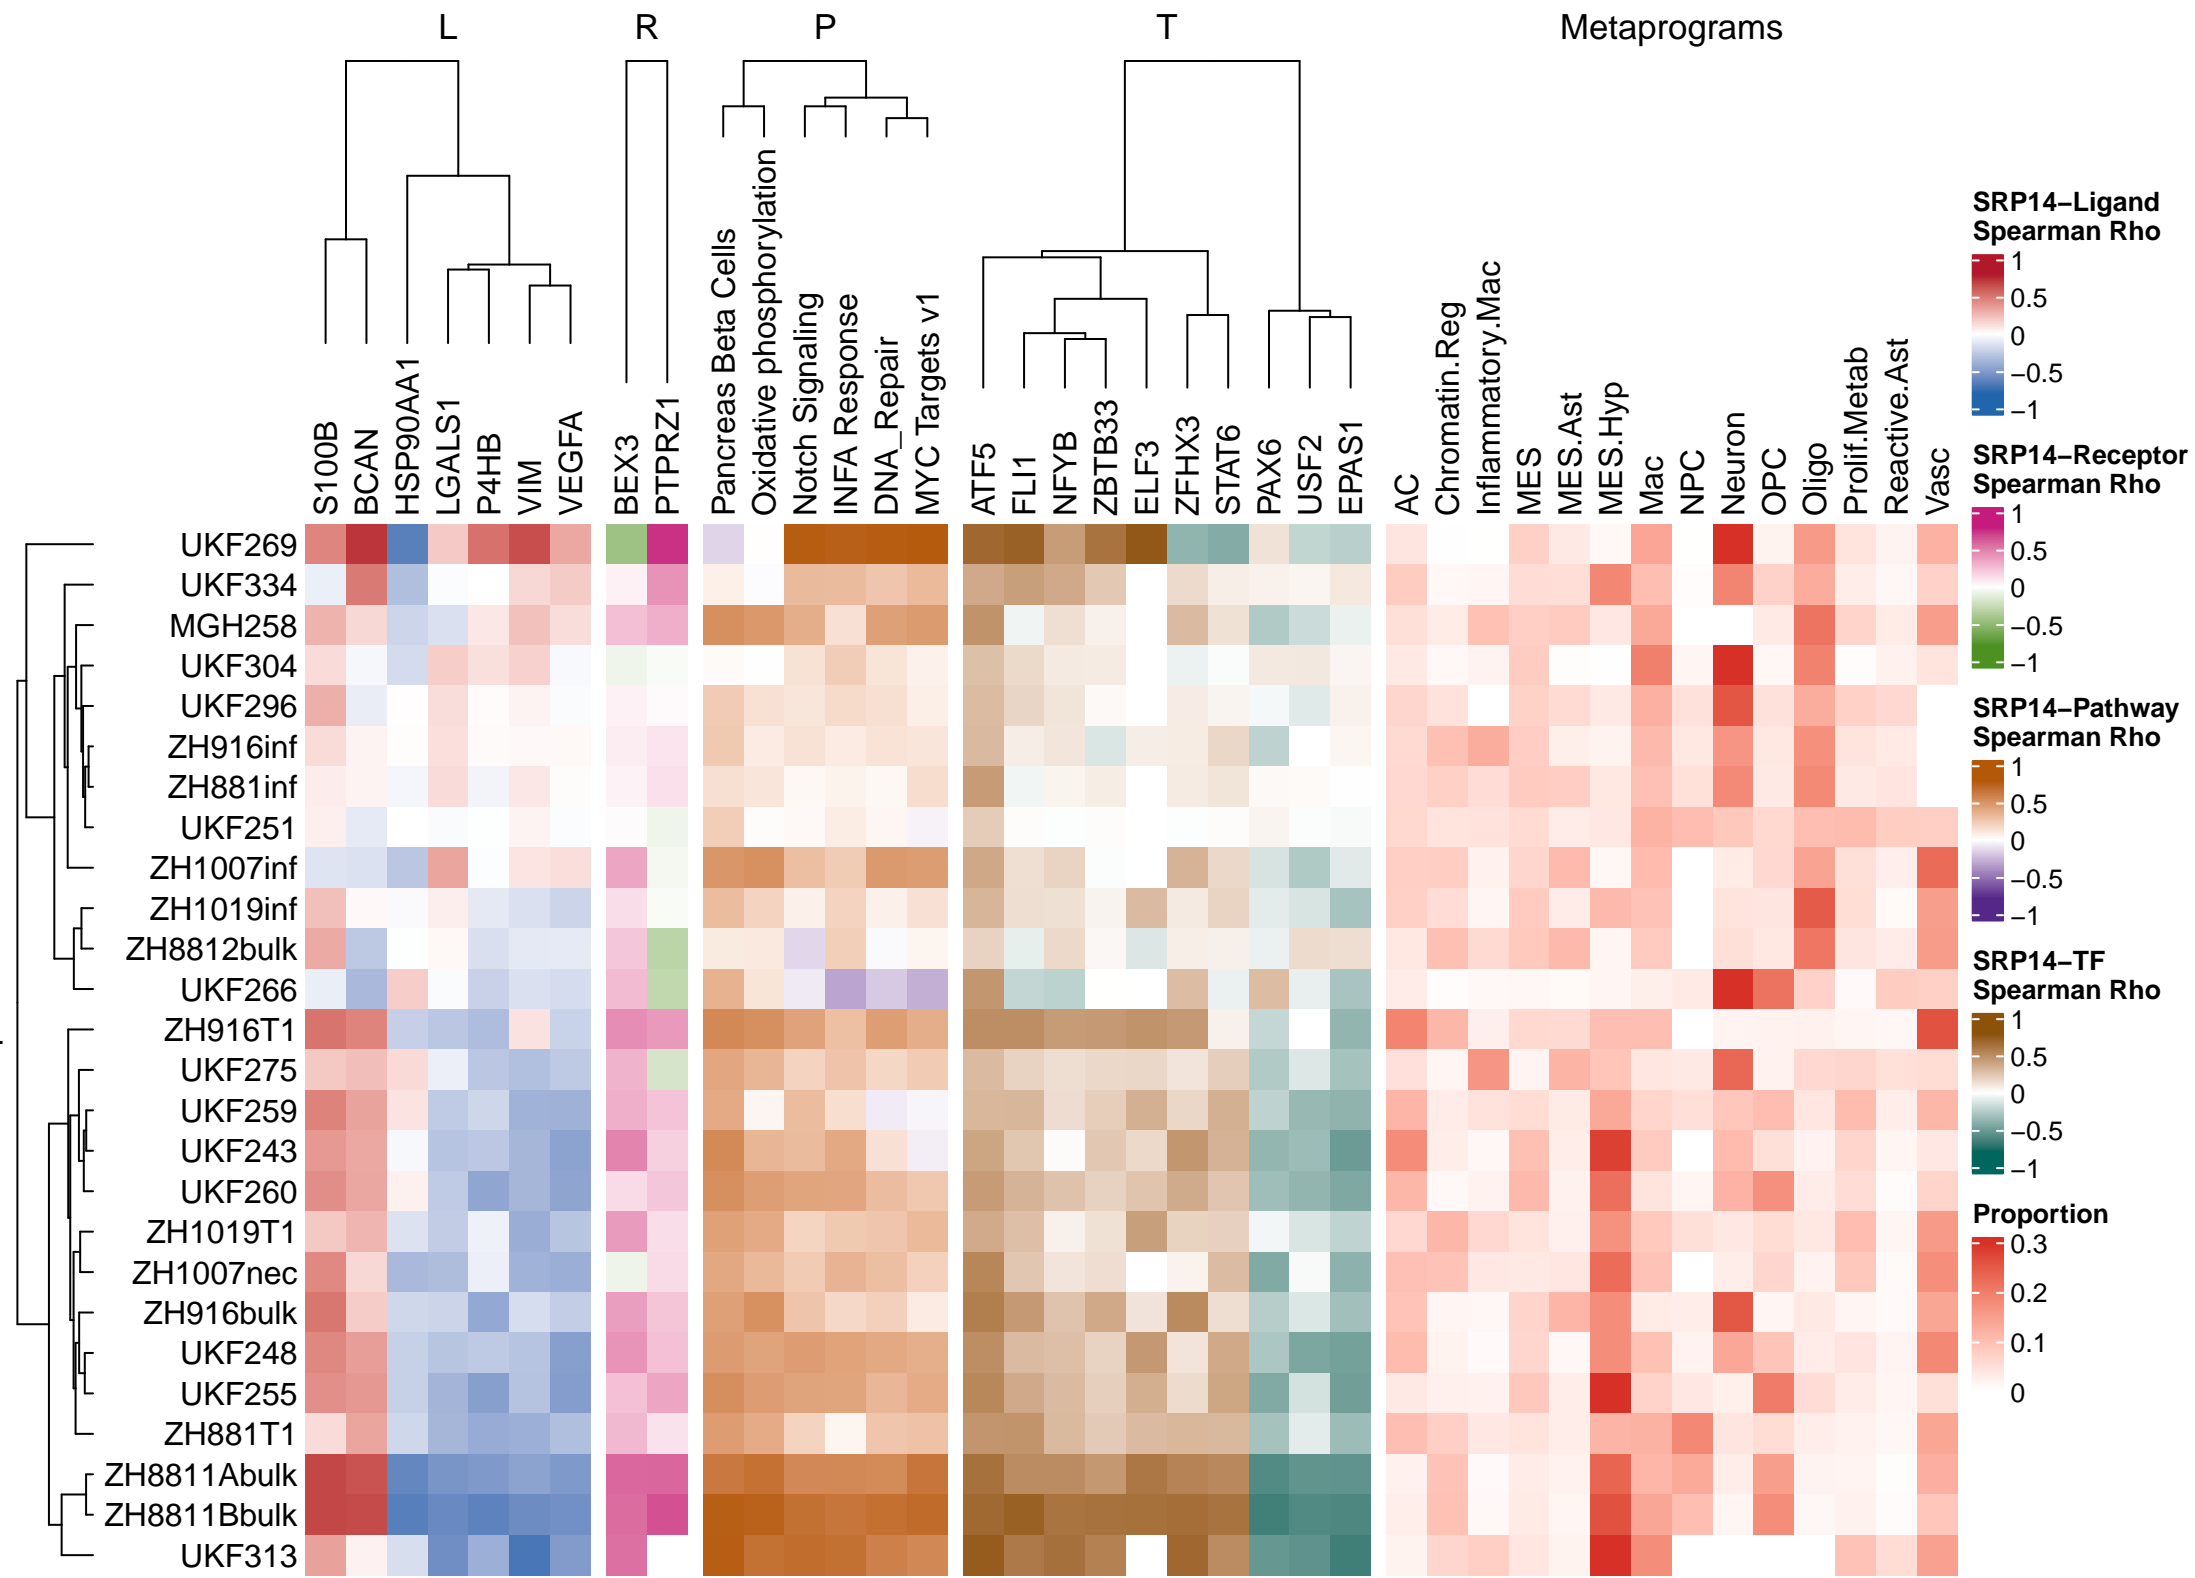 L
R
P
T
Metaprograms
S100B
BCAN
HSP90AA1
LGALS1
P4HB
VIM
VEGFA
BEX3
PTPRZ1
Pancreas Beta Cells
Oxidative phosphorylation
Notch Signaling
INFA Response
DNA_Repair
MYC Targets v1
ATF5
FLI1
NFYB
ZBTB33
ELF3
ZFHX3
STAT6
PAX6
USF2
EPAS1
AC
Chromatin.Reg
Inflammatory.Mac
MES
MES.Ast
MES.Hyp
Mac
NPC
Neuron
OPC
Oligo
Prolif.Metab
Reactive.Ast
Vasc
UKF269
UKF334
MGH258
UKF304
UKF296
ZH916inf
ZH881inf
UKF251
ZH1007inf
ZH1019inf
ZH8812bulk
UKF266
ZH916T1
UKF275
UKF259
UKF243
UKF260
ZH1019T1
ZH1007nec
ZH916bulk
UKF248
UKF255
ZH881T1
ZH8811Abulk
ZH8811Bbulk
UKF313
SRP14−Ligand
Spearman Rho
1
0.5
0
−0.5
−1
SRP14−Receptor
Spearman Rho
1
0.5
0
−0.5
−1
SRP14−Pathway
Spearman Rho
1
0.5
0
−0.5
−1
SRP14−TF
Spearman Rho
1
0.5
0
−0.5
−1
Proportion
0.3
0.2
0.1
0